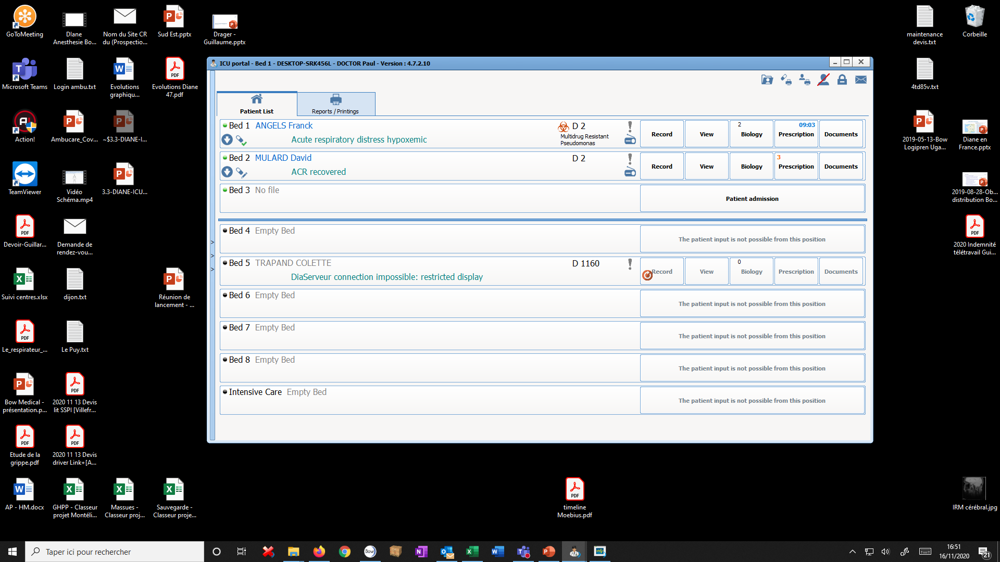 GoToMeeting
DIane
Anesthesie Bo...
Nom du Site CR
du (Prospectio...
Sud Est.pptx
Drager -
Guillaume.pptx
maintenance
devis.txt
Corbeille
Microsoft Teams
Login ambu.txt
Evolutions
graphiqu...
Evolutions Diane
47.pdf
4td85v.txt
Action!
Ambucare_Cov...
~$3.3-DIANE-I...
2019-05-13-Bow
Logipren Uga...
Diane en
France.pptx
TeamViewer
Vidéo
Schéma.mp4
3.3-DIANE-ICU...
2019-08-28-Ob...
distribution Bo...
Devoir-Guillar...
Demande de
rendez-vou...
2020 Indemnité
télétravail Gui...
Suivi centres.xlsx
dijon.txt
Réunion de
lancement - ...
Le_respirateur_...
Le Puy.txt
Bow Medical -
présentation.p...
2020 11 13 Devis
lit SSPI [Villefr...
Etude de la
grippe.pdf
2020 11 13 Devis
driver Link+[A...
AP - HM.docx
GHPP - Classeur
projet Montéli...
Massues -
Classeur proj...
Sauvegarde -
Classeur proje...
timeline
Moebius.pdf
IRM cérébral.jpg
ICU portal - Bed 1 - DESKTOP-SRK456L - DOCTOR Paul - Version : 4.7.2.10
Patient List
Reports / Printings
Bed 1 ANGELS Franck
Acute respiratory distress hypoxemic
D 2
Multidrug Resistant
Pseudomonas
Record
View
2
Biology
09:03
Prescription
Documents
Bed 2 MULARD David
ACR recovered
D 2
Record
View
Biology
3
Prescription
Documents
Bed 3 No file
Patient admission
Bed 4 Empty Bed
The patient input is not possible from this position
Bed 5 TRAPAND COLETTE
DiaServeur connection impossible: restricted display
D 1160
Record
View
0
Biology
Prescription
Documents
Bed 6 Empty Bed
The patient input is not possible from this position
Bed 7 Empty Bed
The patient input is not possible from this position
Bed 8 Empty Bed
The patient input is not possible from this position
Intensive Care Empty Bed
The patient input is not possible from this position
Taper ici pour rechercher
Bow
16:51
16/11/2020
21